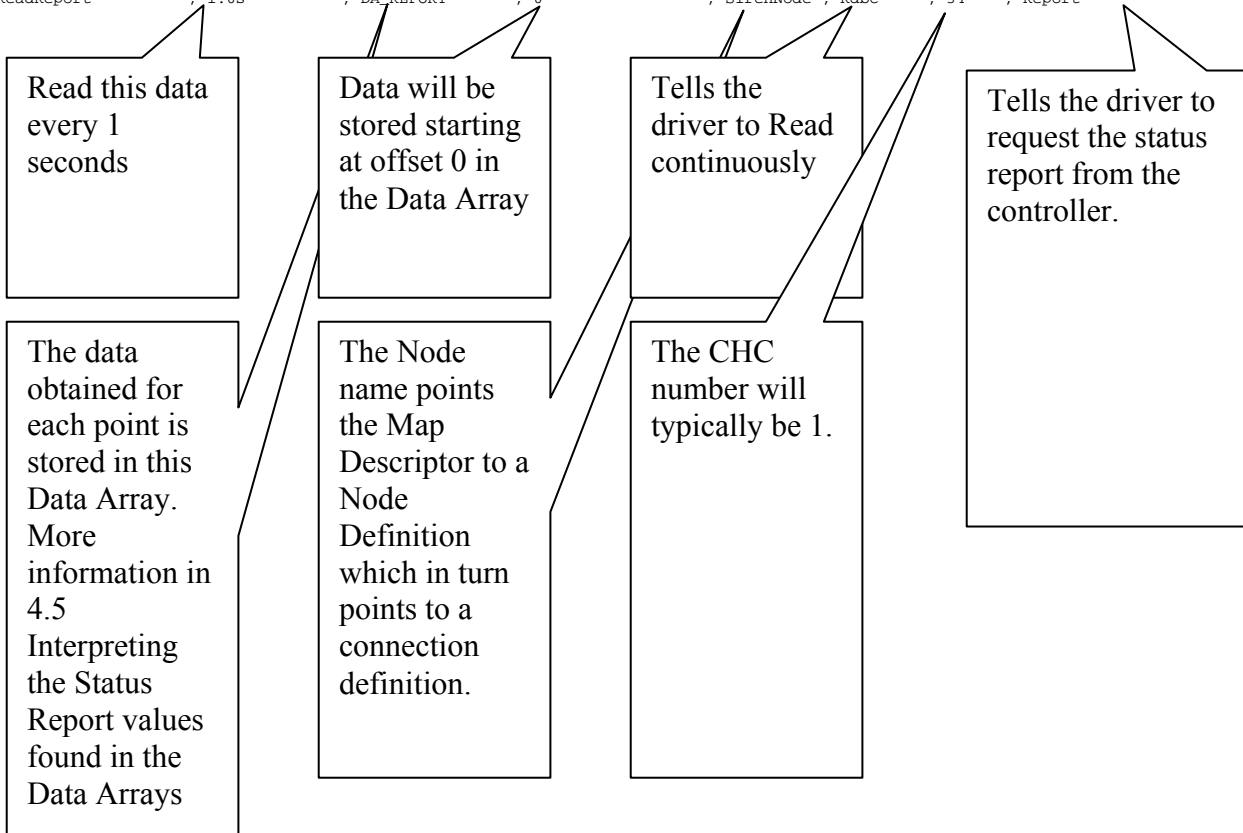 Read this data
every 1
seconds
Data will be
stored starting
at offset 0 in
the Data Array
Tells the
driver to Read
continuously
Tells the driver to
request the status
report from the
controller.
The data
obtained for
each point is
stored in this
Data Array.
More
information in
4.5
Interpreting
the Status
Report values
found in the
Data Arrays
The Node
name points
the Map
Descriptor to a
Node
Definition
which in turn
points to a
connection
definition.
The CHC
number will
typically be 1.